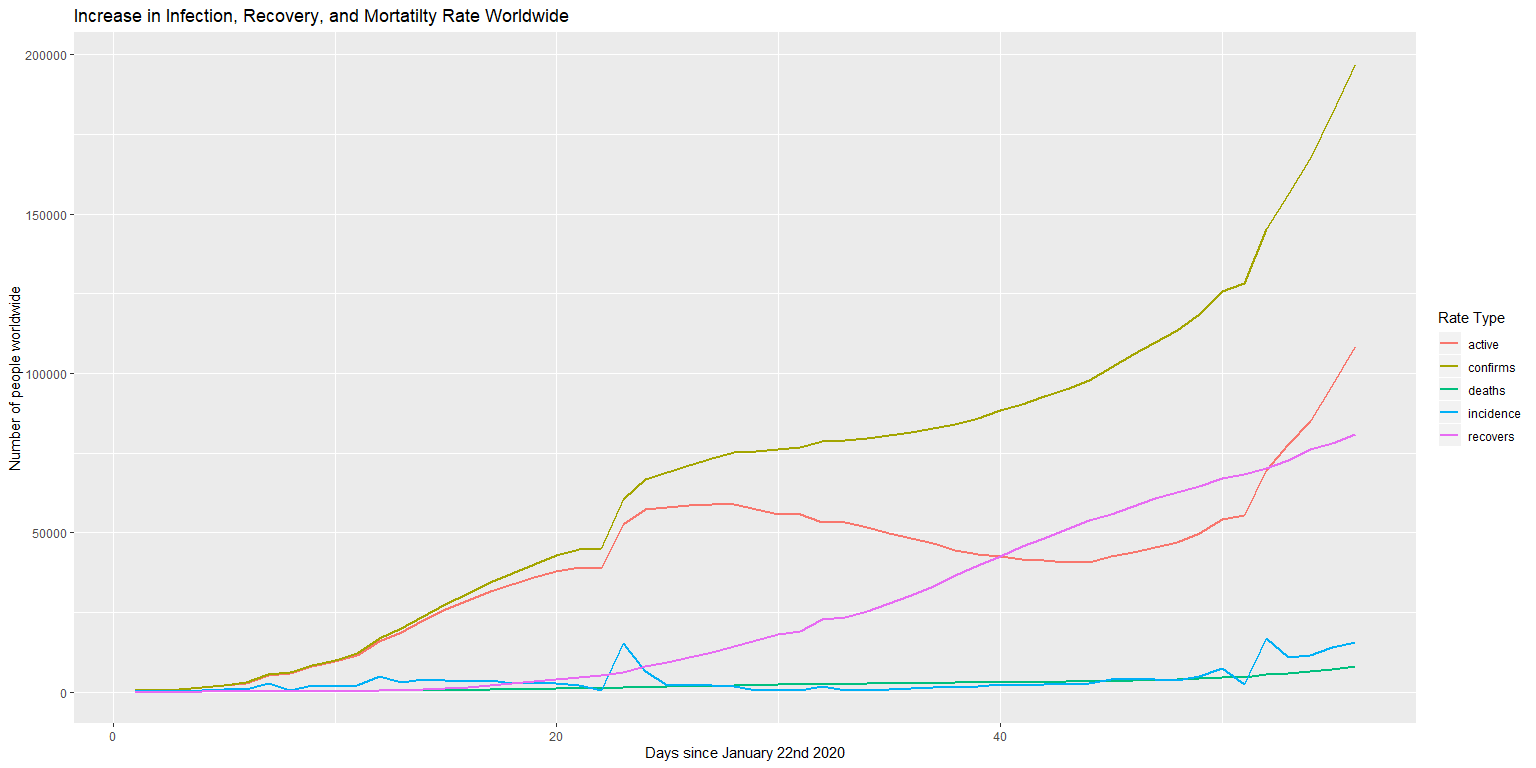 Increase in Infection, Recovery, and Mortatilty Rate Worldwide
200000
150000
100000
50000
0
Number of people worldwide
0 20 40
Days since January 22nd 2020
Rate Type
active
confirms
deaths
incidence
recovers